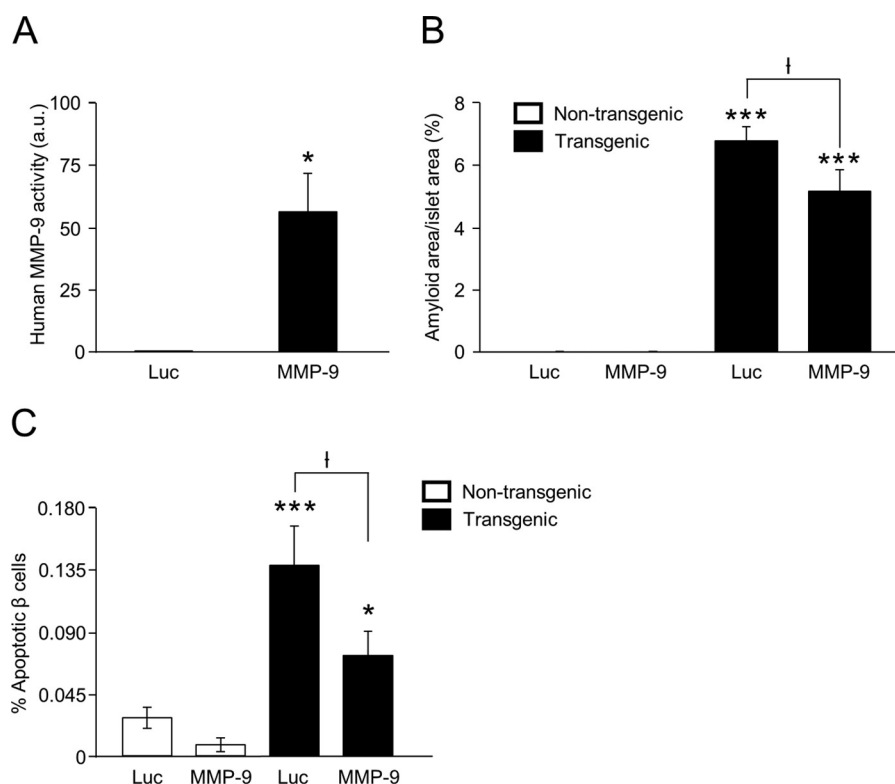 A
Human MMP-9 activity (a.u.)
100
75
50
25
0
*
Luc MMP-9
B
Amyloid area/islet area (%)
8
6
4
2
0
Non-transgenic
Transgenic
ƚ
***
***
Luc MMP-9 Luc MMP-9
C
% Apoptotic β cells
0.180
0.135
0.090
0.045
0
ƚ
***
*
Non-transgenic
Transgenic
Luc MMP-9 Luc MMP-9